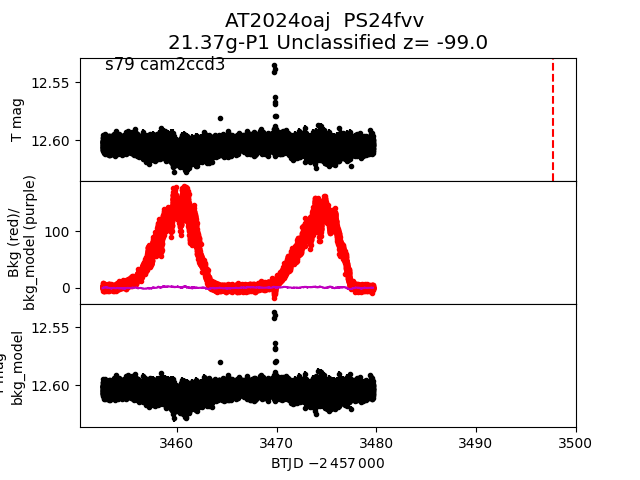 AT2024oaj  PS24fvv
21.37g-P1 Unclassified z= -99.0
s79 cam2ccd3
T mag
12.55
12.60
Bkg (red)/
bkg_model (purple)
100
0
mag
bkg_model
12.55
12.60
3460
3470
3480
3490
3500
BTJD −2 457 000